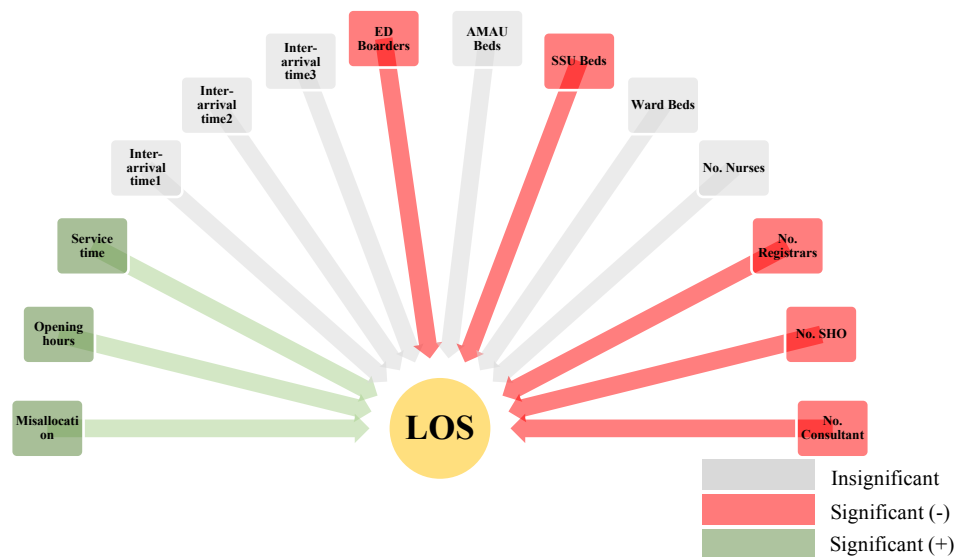 ED
Boarders
AMAU
Beds
Inter-
arrival
time3
SSU Beds
Inter-
arrival
time2
Ward Beds
Inter-
arrival
time1
No. Nurses
Service
time
No.
Registrars
Opening
hours
No. SHO
Misallocati
on
LOS
No.
Consultant
Insignificant
Significant (-)
Significant (+)